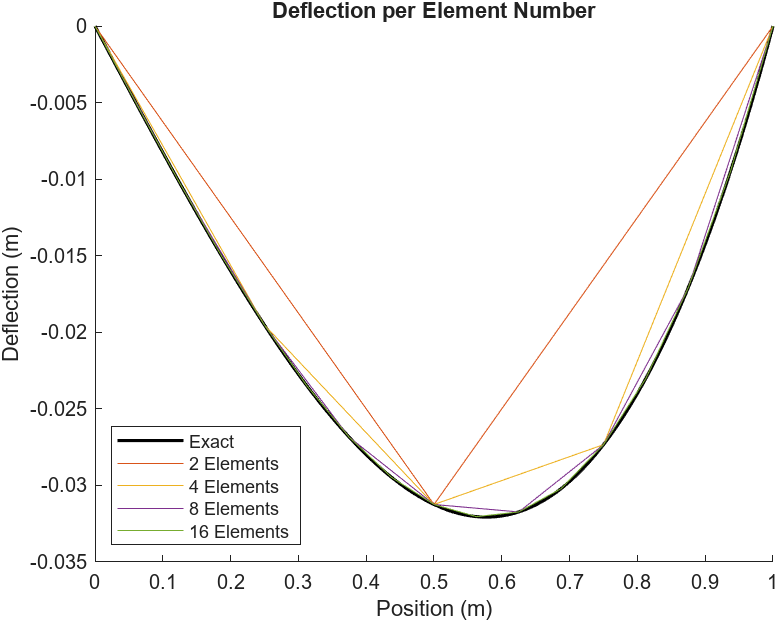 Deflection per Element Number
0
-0.005
-0.01
-0.015
-0.02
-0.025
-0.03
-0.035
Deflection (m)
Exact
2 Elements
4 Elements
8 Elements
16 Elements
0 0.1 0.2 0.3 0.4 0.5 0.6 0.7 0.8 0.9 1
Position (m)